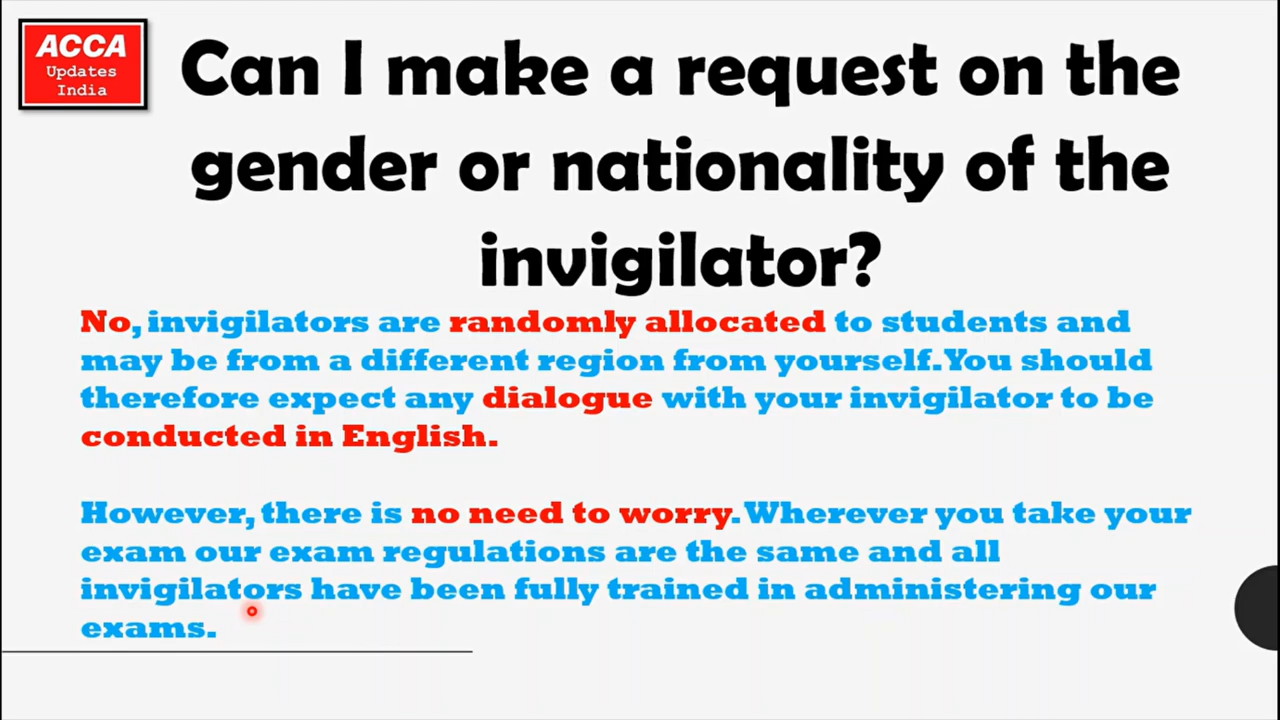 ACCA
Updates
India
Can I make a request on the
gender or nationality of the
invigilator?
No, invigilators are randomly allocated to students and
may be from a different region from yourself. You should
therefore expect any dialogue with your invigilator to be
conducted in English.
However, there is no need to worry. Wherever you take your
exam our exam regulations are the same and all
invigilators have been fully trained in administering our
exams.